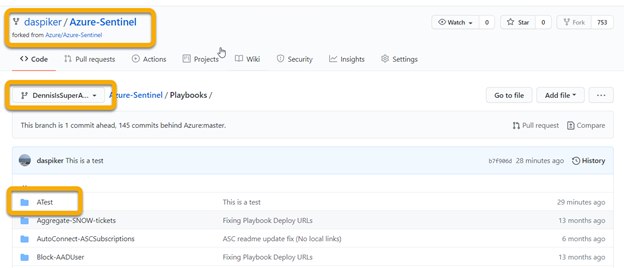 daspiker / Azure-Sentinel
forked from Azure/Azure-Sentinel
Watch 0 Star 0 Fork 753
Code Pull requests Actions Projects Wiki Security Insights Settings
DennisIsSuperA... Azure-Sentinel / Playbooks / Go to file Add file ...
This branch is 1 commit ahead, 145 commits behind Azure:master. Pull request Compare
daspiker This is a test b7f906d 28 minutes ago History
..
ATest This is a test 29 minutes ago
Aggregate-SNOW-tickets Fixing Playbook Deploy URLs 13 months ago
AutoConnect-ASCSubscriptions ASC readme update fix (No local links) 6 months ago
Block-AADUser Fixing Playbook Deploy URLs 13 months ago